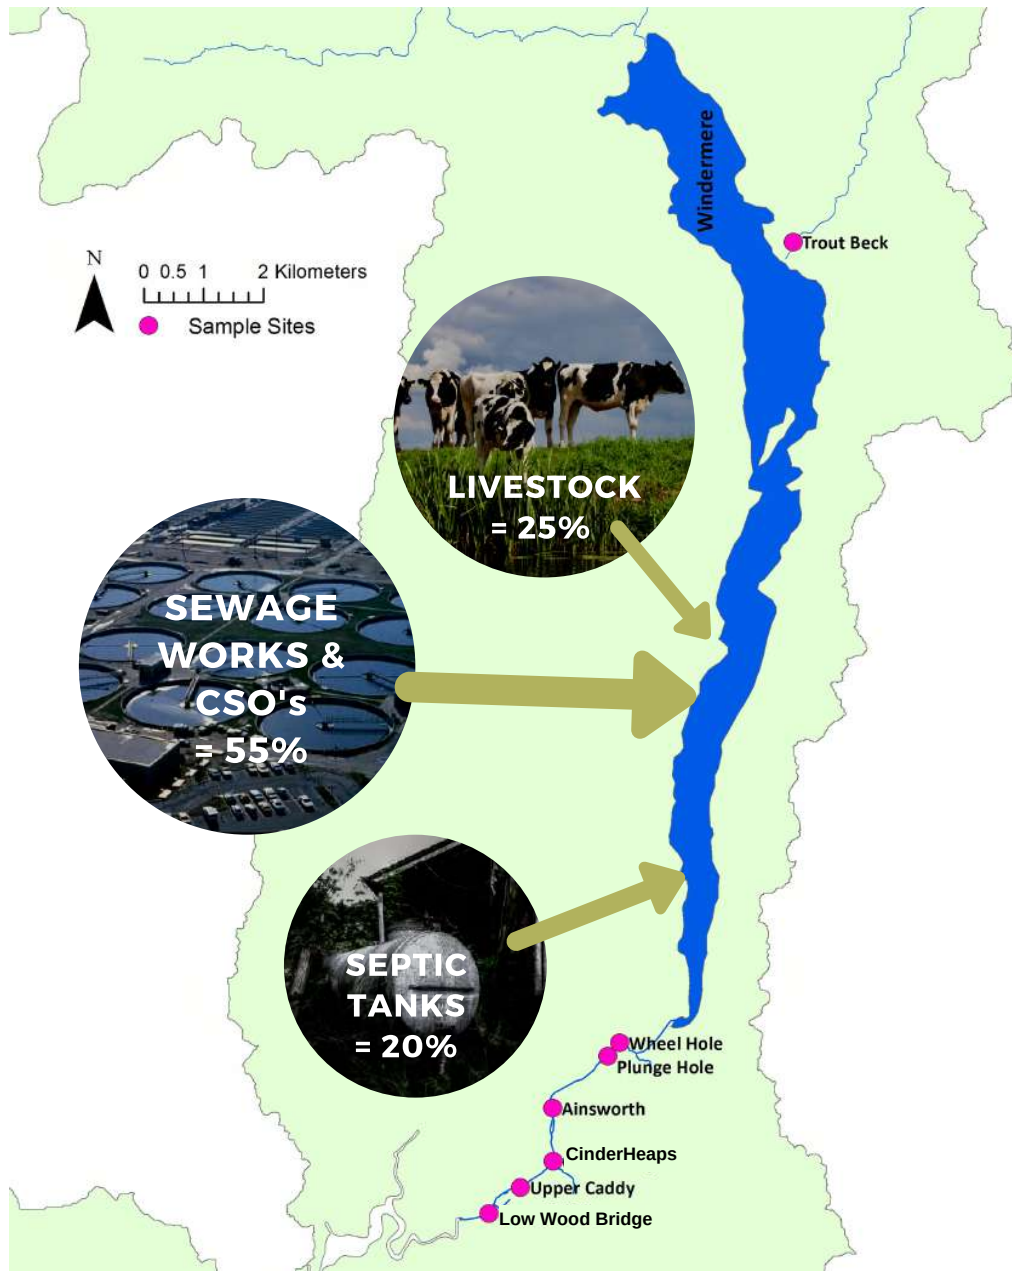 Windermere
Trout Beck
N
0 0.5 1 2 Kilometers
Sample Sites
LIVESTOCK
= 25%
SEWAGE
WORKS &
CSO's
= 55%
SEPTIC
TANKS
= 20%
Wheel Hole
Plunge Hole
Ainsworth
CinderHeaps
Upper Caddy
Low Wood Bridge